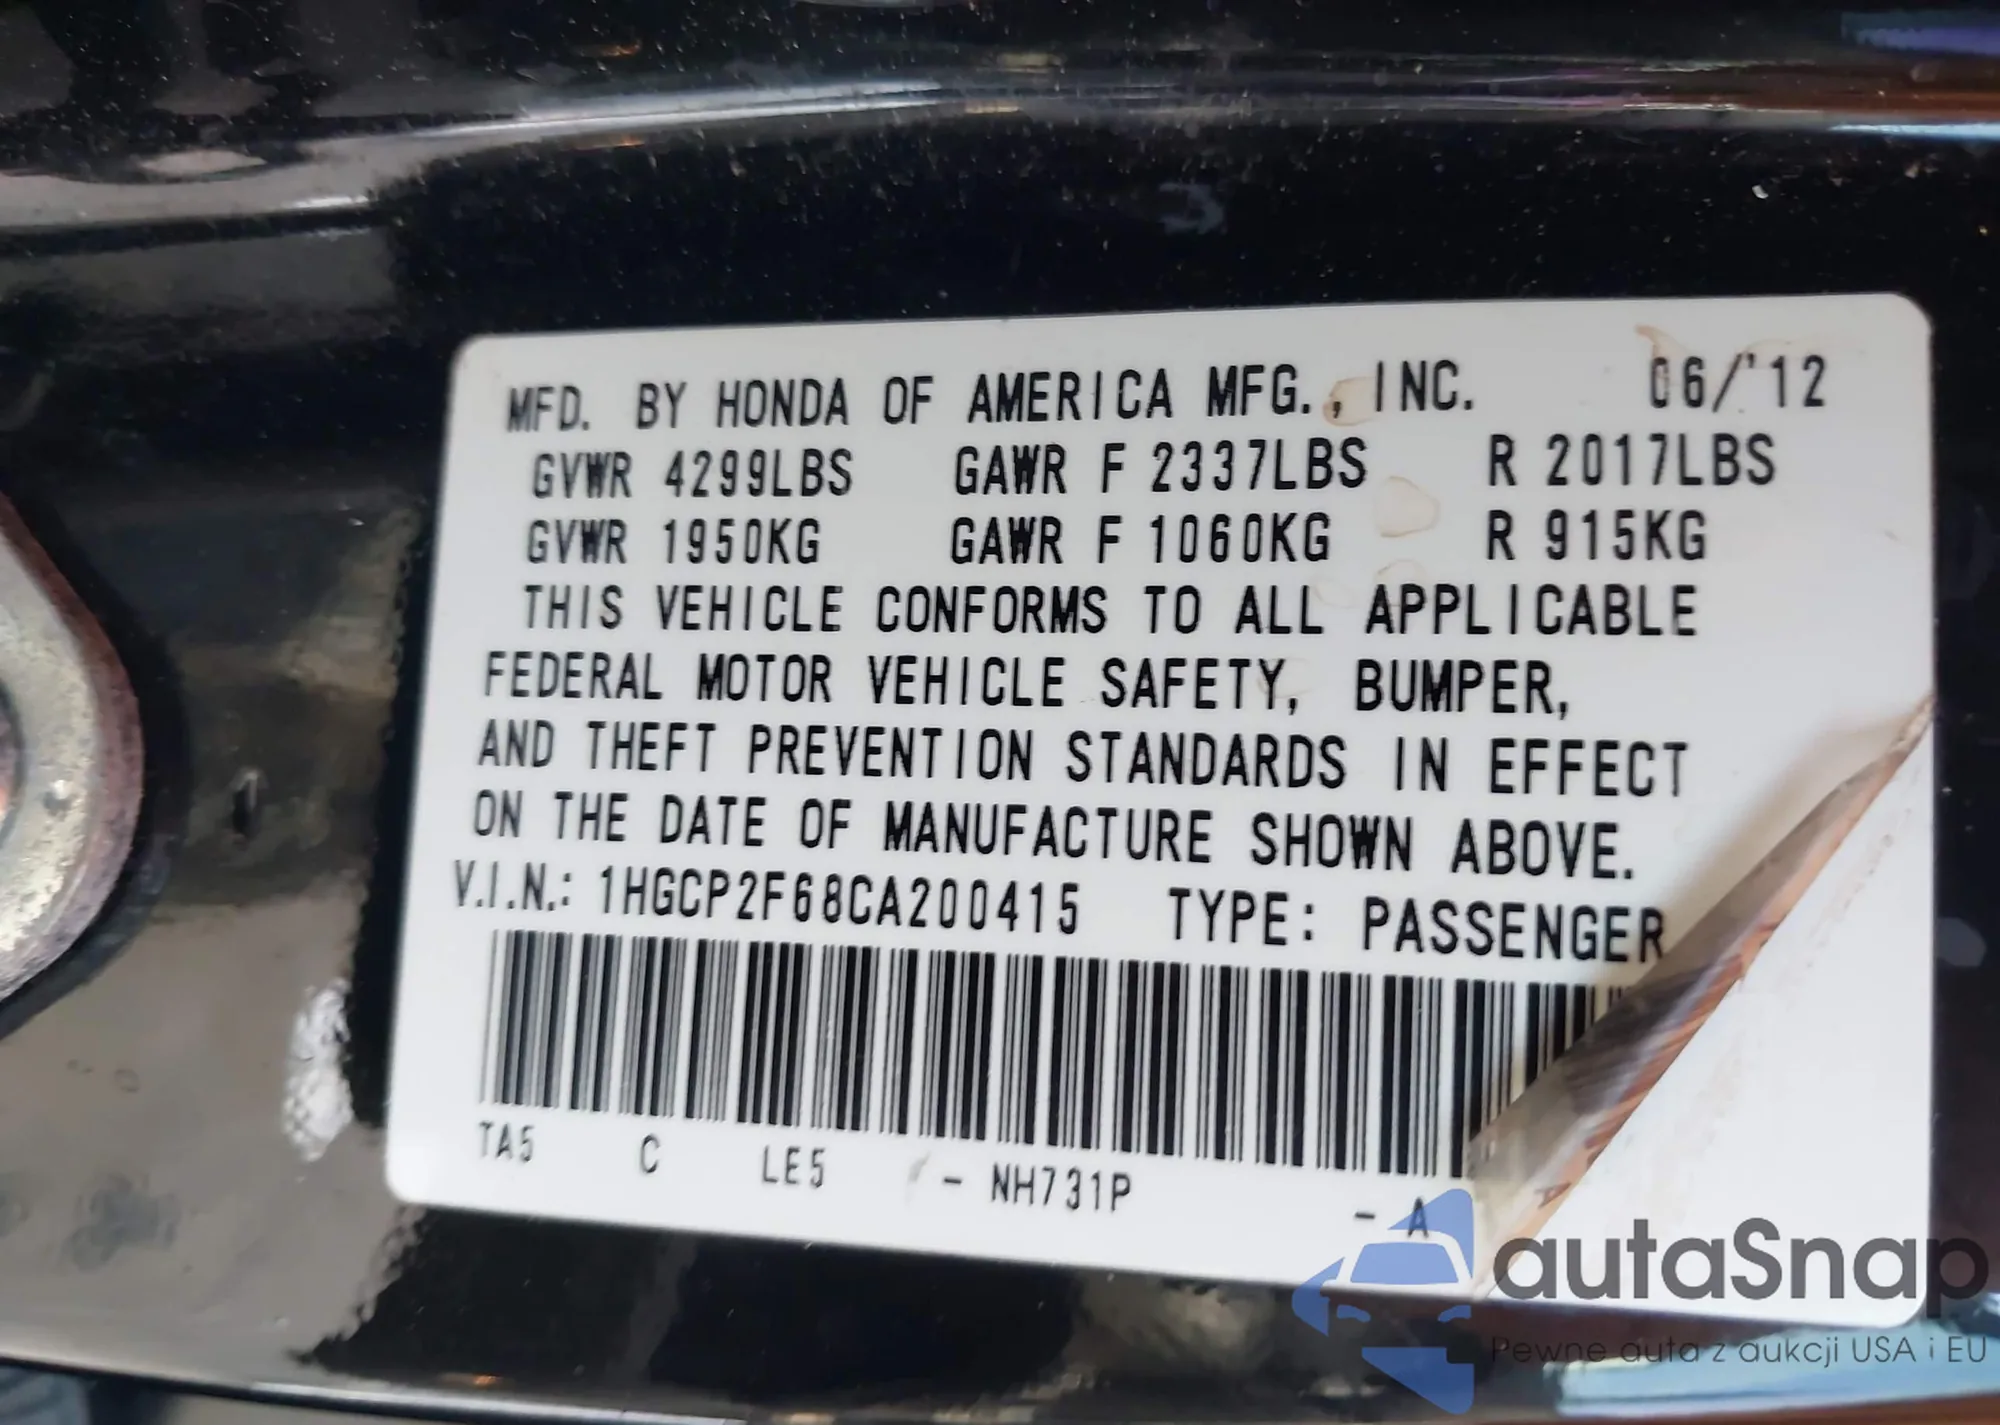 MFD. BY HONDA OF AMERICA MFG., INC. 06/'12
GVWR 4299LBS GAWR F 2337LBS R 2017LBS
GVWR 1950KG GAWR F 1060KG R 915KG
THIS VEHICLE CONFORMS TO ALL APPLICABLE
FEDERAL MOTOR VEHICLE SAFETY, BUMPER,
AND THEFT PREVENTION STANDARDS IN EFFECT
ON THE DATE OF MANUFACTURE SHOWN ABOVE.
V.I.N.: 1HGCP2F68CA200415 TYPE: PASSENGER
TA5 C LE5 - NH731P - A
autaSnap
Pewne auta z aukcji USA i EU